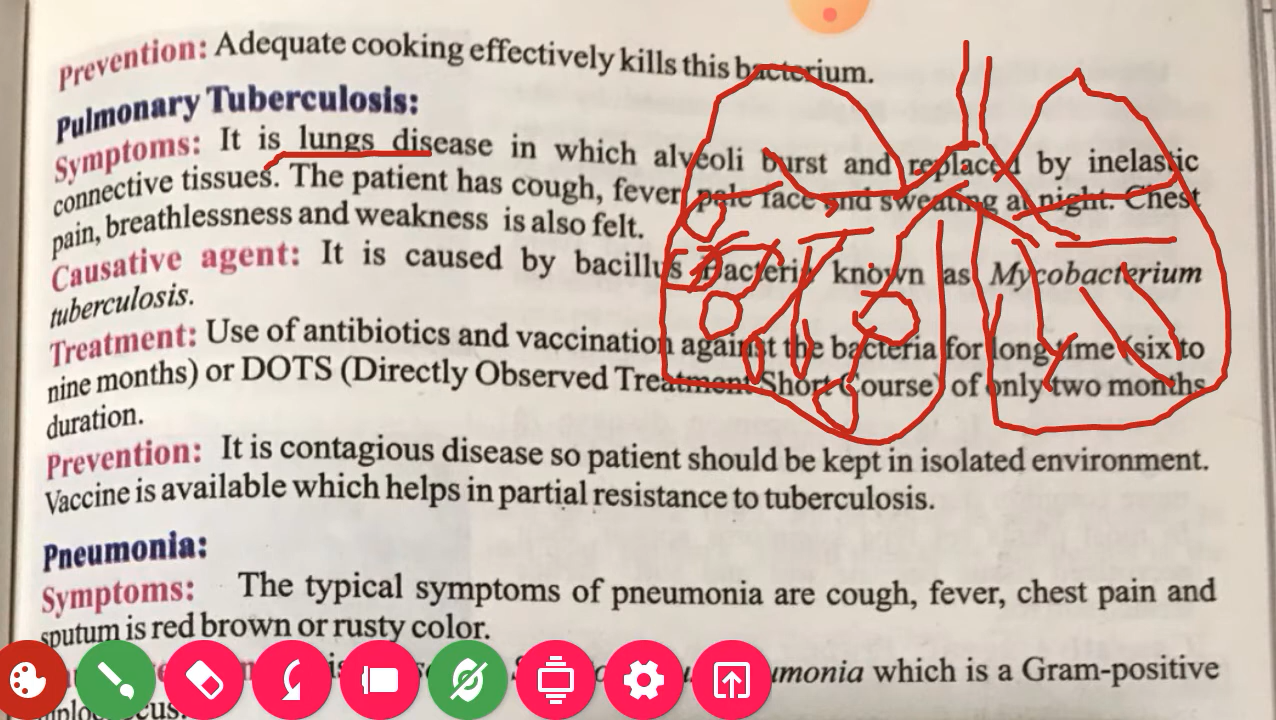 Prevention: Adequate cooking effectively kills this bacterium.
Pulmonary Tuberculosis:
Symptoms: It is lungs disease in which alveoli burst and replaced by inelastic
connective tissues. The patient has cough, fever, pale face and sweating at night. Chest
pain, breathlessness and weakness is also felt.
Causative agent: It is caused by bacillus bacteria known as Mycobacterium
tuberculosis.
Treatment: Use of antibiotics and vaccination against the bacteria for long time (six to
nine months) or DOTS (Directly Observed Treatment Short Course) of only two months
duration.
Prevention: It is contagious disease so patient should be kept in isolated environment.
Vaccine is available which helps in partial resistance to tuberculosis.
Pneumonia:
Symptoms: The typical symptoms of pneumonia are cough, fever, chest pain and
sputum is red brown or rusty color.
which is a Gram-positive